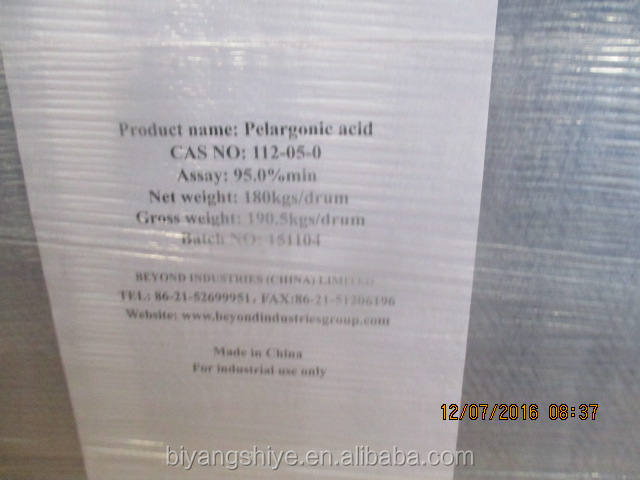 Product name: Pelargonic acid
CAS NO: 112-05-0
Assay: 95.0%min
Net weight: 180kgs/drum
Gross weight: 190.5kgs/drum
Batch NO: 151104
BEYOND INDUSTRIES (CHINA) LIMITED
TEL: 86-21-52699951, FAX:86-21-51206196
Website: www.beyondindustriesgroup.com
Made in China
For industrial use only
12/07/2016 08:37
biyangshiye.en.alibaba.com